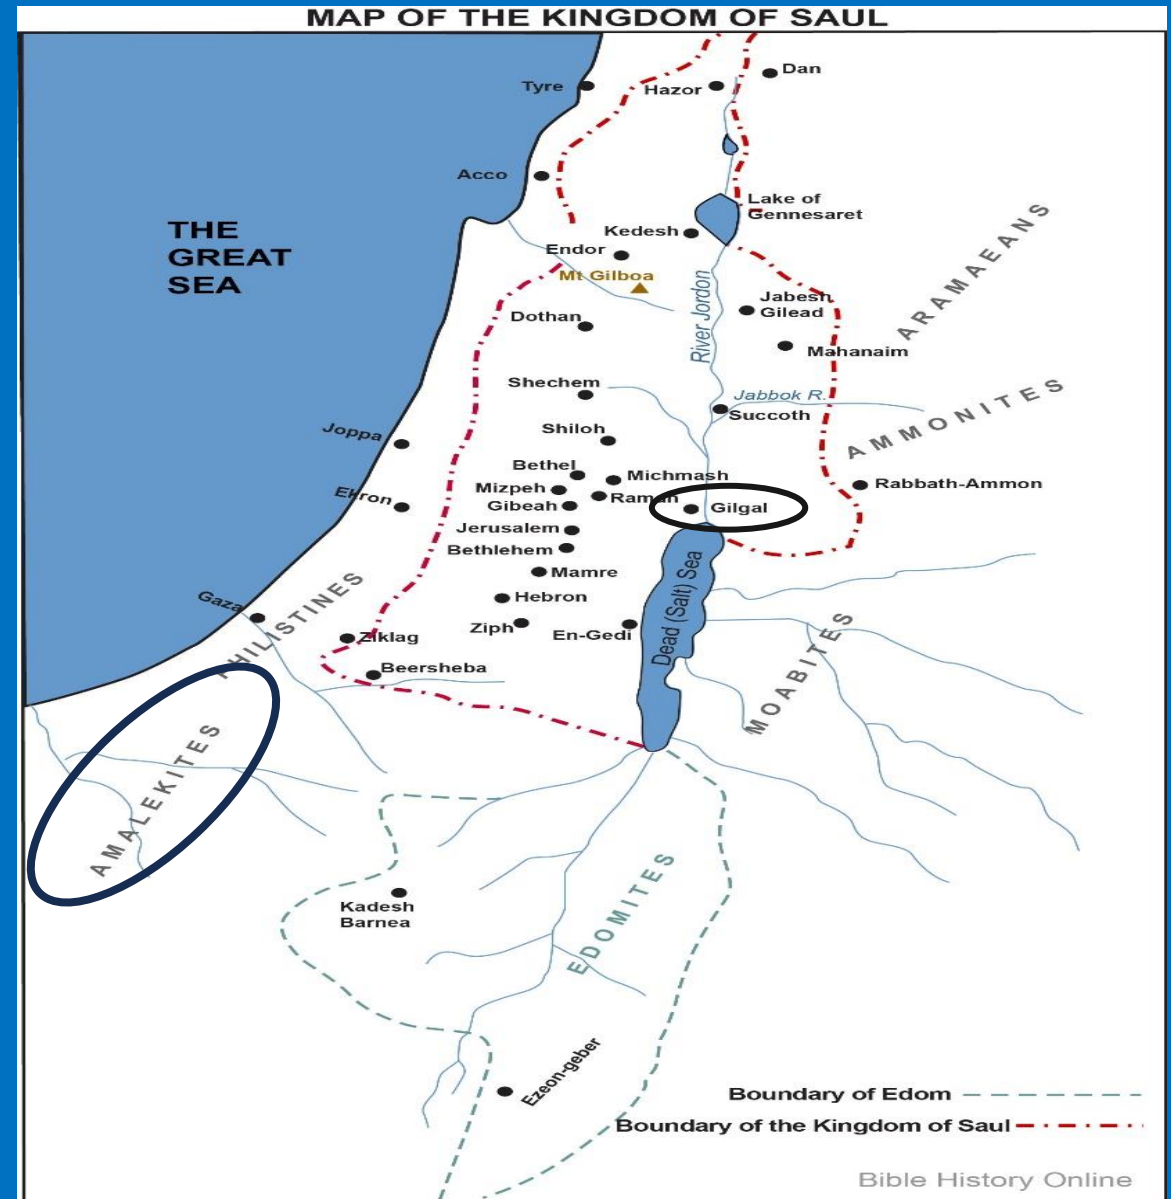 MAP OF THE KINGDOM OF SAUL
Dan
Tyre
Hazor
Acco
Lake of
Gennesaret
THE
GREAT
SEA
Kedesh
Endor
Mt Gilboa
River Jordon
ARAMAEANS
Jabesh
Gilead
Dothan
Mahanaim
Shechem
Jabbok R.
Succoth
AMMONITES
Joppa
Shiloh
Bethel
Michmash
Mizpeh
Ramah
Rabbath-Ammon
Ekron
Gibeah
Gilgal
Jerusalem
Bethlehem
Mamre
Dead (Salt) Sea
Gaza
PHILISTINES
Hebron
Ziph
En-Gedi
Ziklag
Beersheba
MOABITES
AMALEKITES
Kadesh
Barnea
EDOMITES
Ezeon-geber
Boundary of Edom
Boundary of the Kingdom of Saul
Bible History Online